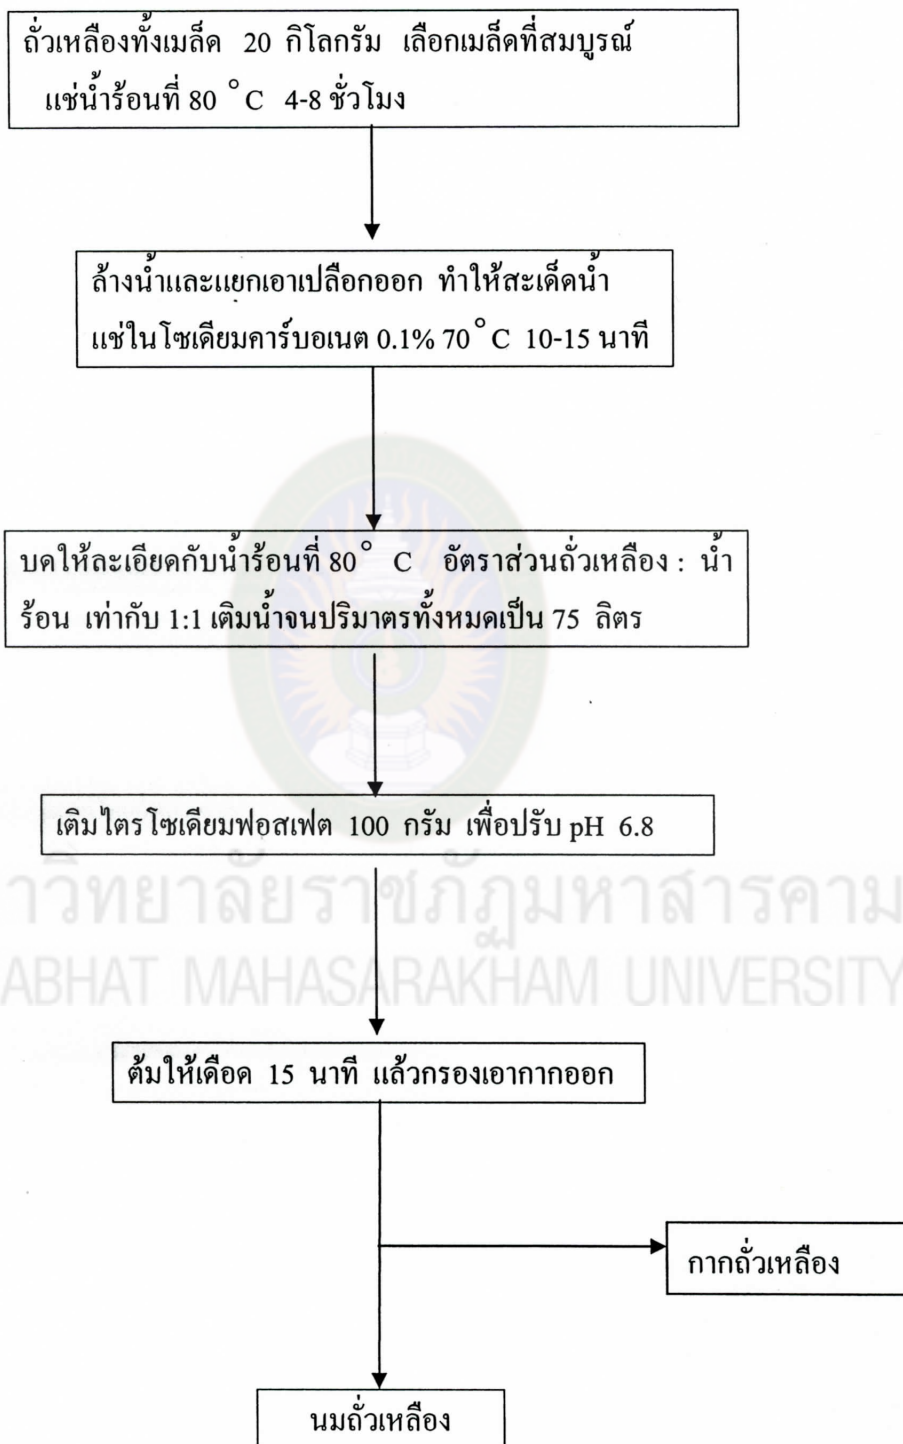 ถั่วเหลืองทั้งเมล็ด 20 กิโลกรัม เลือกเมล็ดที่สมบูรณ์
แช่น้ำร้อนที่ 80 °C 4-8 ชั่วโมง
ล้างน้ำและแยกเอาเปลือกออก ทำให้สะเด็ดน้ำ
แช่ในโซเดียมคาร์บอเนต 0.1% 70°C 10-15 นาที
บดให้ละเอียดกับน้ำร้อนที่ 80° C อัตราส่วนถั่วเหลือง : น้ำ
ร้อน เท่ากับ 1:1 เติมน้ำจนปริมาตรทั้งหมดเป็น 75 ลิตร
เติมไตรโซเดียมฟอสเฟต 100 กรัม เพื่อปรับ pH 6.8
าวิทยาลัยราชภัฏมหาสารคาม
ABHAT MAHASARAKHAM UNIVERSITY
ต้มให้เดือด 15 นาที แล้วกรองเอากากออก
กากถั่วเหลือง
นมถั่วเหลือง